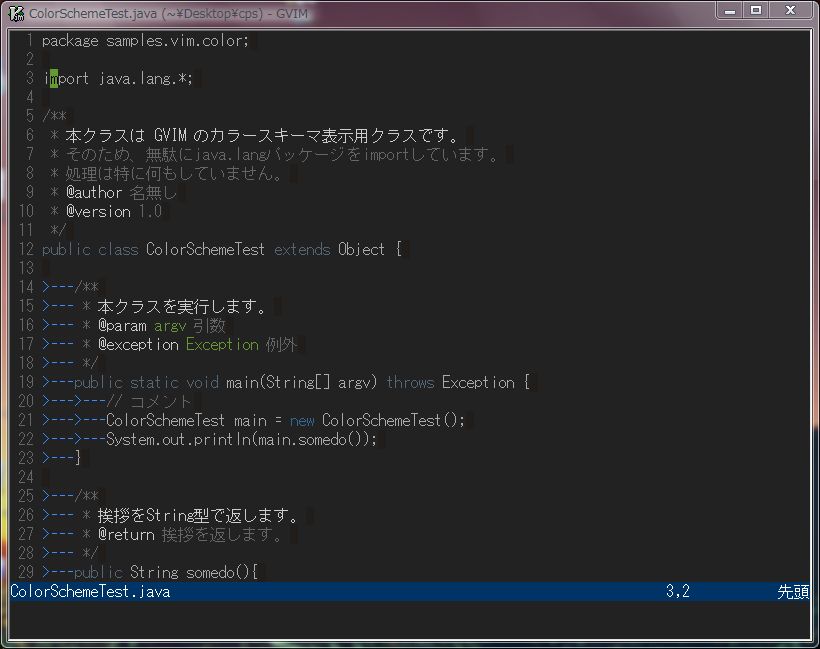 ColorSchemeTest.java (~¥Desktop¥cps) - GVIM
1 package samples.vim.color;
2
3 import java.lang.*;
4
5 /**
6  * 本クラスは GVIM のカラースキーマ表示用クラスです。
7  * そのため、無駄にjava.langパッケージをimportしています。
8  * 処理は特に何もしていません。
9  * @author 名無し
10  * @version 1.0
11  */
12 public class ColorSchemeTest extends Object {
13
14 >---/**
15 >--- * 本クラスを実行します。
16 >--- * @param argv 引数
17 >--- * @exception Exception 例外
18 >--- */
19 >---public static void main(String[] argv) throws Exception {
20 >--->---// コメント
21 >--->---ColorSchemeTest main = new ColorSchemeTest();
22 >--->---System.out.println(main.somedo());
23 >---}
24
25 >---/**
26 >--- * 挨拶をString型で返します。
27 >--- * @return 挨拶を返します。
28 >--- */
29 >---public String somedo(){
ColorSchemeTest.java 3,2 先頭